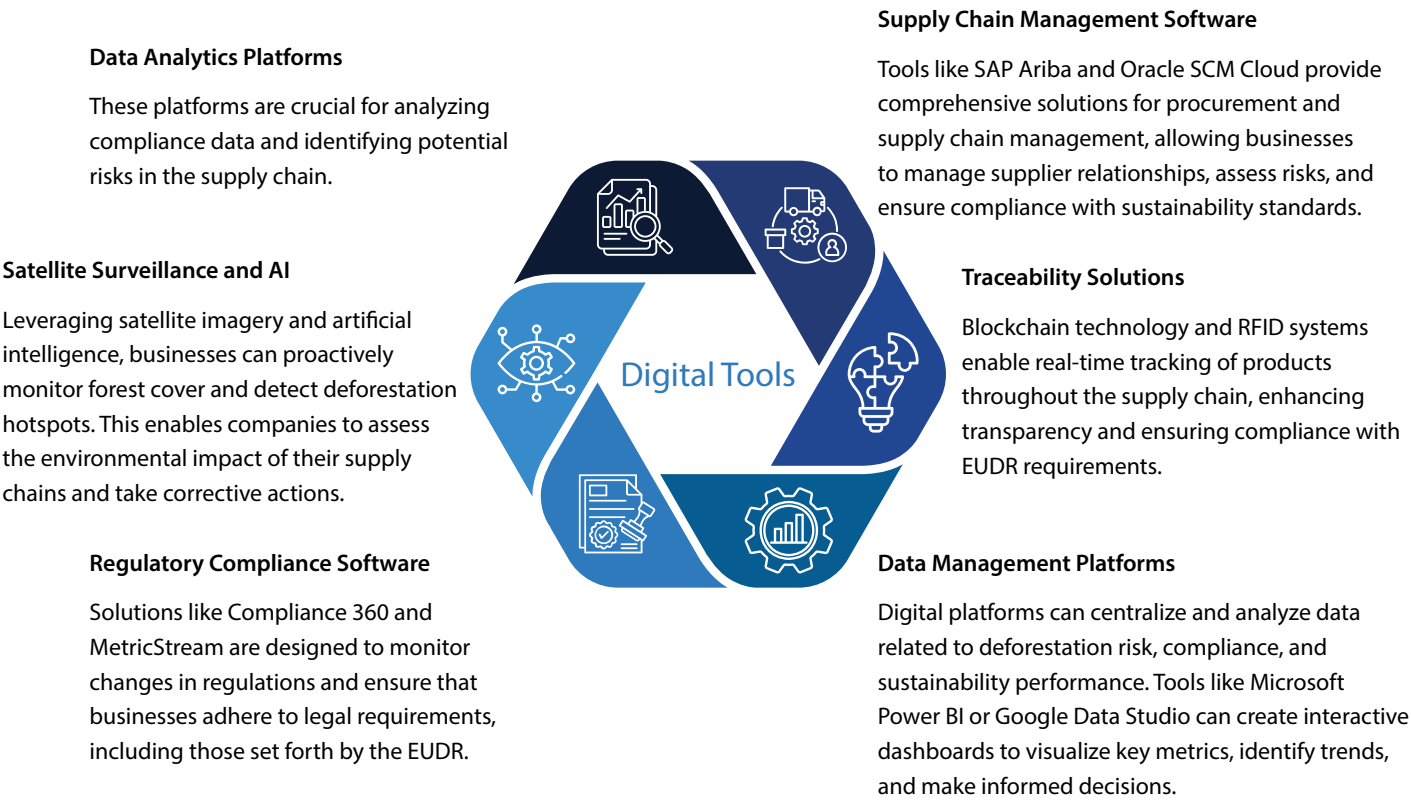 Data Analytics Platforms
These platforms are crucial for analyzing
compliance data and identifying potential
risks in the supply chain.
Supply Chain Management Software
Tools like SAP Ariba and Oracle SCM Cloud provide
comprehensive solutions for procurement and
supply chain management, allowing businesses
to manage supplier relationships, assess risks, and
ensure compliance with sustainability standards.
Satellite Surveillance and AI
Leveraging satellite imagery and artificial
intelligence, businesses can proactively
monitor forest cover and detect deforestation
hotspots. This enables companies to assess
the environmental impact of their supply
chains and take corrective actions.
Digital Tools
Traceability Solutions
Blockchain technology and RFID systems
enable real-time tracking of products
throughout the supply chain, enhancing
transparency and ensuring compliance with
EUDR requirements.
Regulatory Compliance Software
Solutions like Compliance 360 and
MetricStream are designed to monitor
changes in regulations and ensure that
businesses adhere to legal requirements,
including those set forth by the EUDR.
Data Management Platforms
Digital platforms can centralize and analyze data
related to deforestation risk, compliance, and
sustainability performance. Tools like Microsoft
Power BI or Google Data Studio can create interactive
dashboards to visualize key metrics, identify trends,
and make informed decisions.